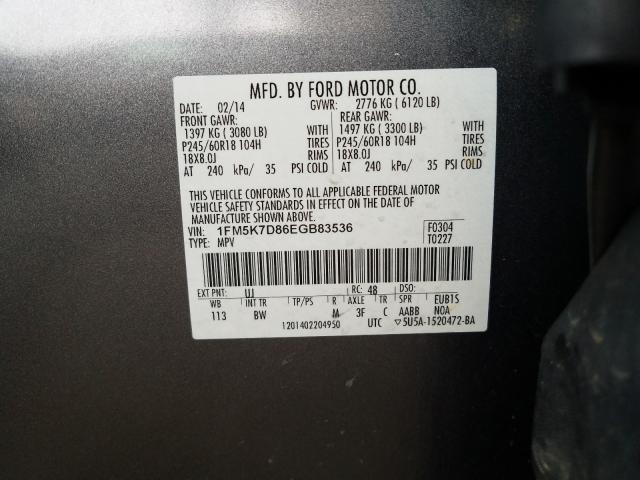 MFD. BY FORD MOTOR CO.
DATE: 02/14 GVWR: 2776 KG ( 6120 LB)
FRONT GAWR: REAR GAWR:
1397 KG ( 3080 LB) WITH 1497 KG ( 3300 LB) WITH
P245/60R18 104H TIRES P245/60R18 104H TIRES
18X8.0J RIMS 18X8.0J RIMS
AT 240 kPa/ 35 PSI COLD AT 240 kPa/ 35 PSI COLD
THIS VEHICLE CONFORMS TO ALL APPLICABLE FEDERAL MOTOR
VEHICLE SAFETY STANDARDS IN EFFECT ON THE DATE OF
MANUFACTURE SHOWN ABOVE.
VIN: 1FM5K7D86EGB83536 F0304
TYPE: MPV T0227
EXT PNT: UJ RC: 48 DSO:
WB INT TR TP/PS R AXLE TR SPR EUB1S
113 BW M 3F C AABB NOA
1201402204950 UTC ▽5U5A-1520472-BA